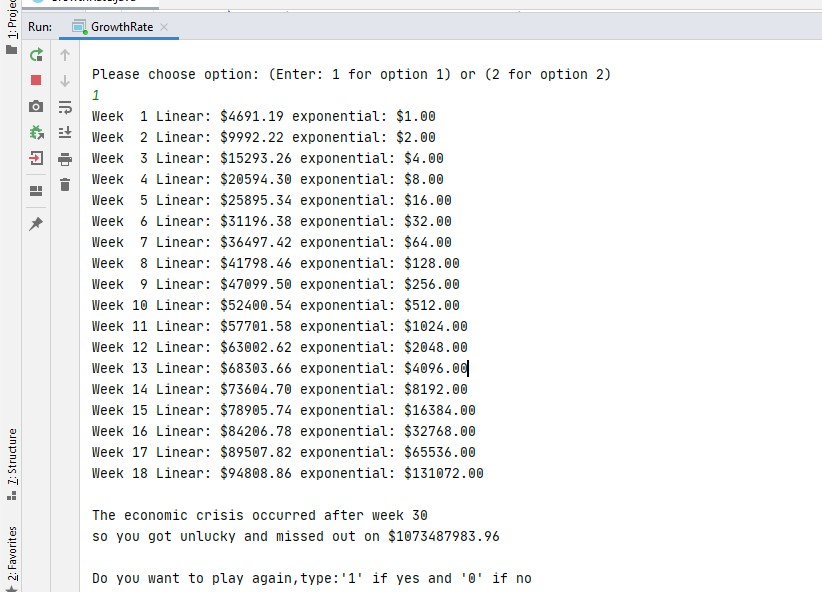 1: Projec
GrowthRate.java
Run: GrowthRate
Please choose option: (Enter: 1 for option 1) or (2 for option 2)
1
Week  1 Linear: $4691.19 exponential: $1.00
Week  2 Linear: $9992.22 exponential: $2.00
Week  3 Linear: $15293.26 exponential: $4.00
Week  4 Linear: $20594.30 exponential: $8.00
Week  5 Linear: $25895.34 exponential: $16.00
Week  6 Linear: $31196.38 exponential: $32.00
Week  7 Linear: $36497.42 exponential: $64.00
Week  8 Linear: $41798.46 exponential: $128.00
Week  9 Linear: $47099.50 exponential: $256.00
Week 10 Linear: $52400.54 exponential: $512.00
Week 11 Linear: $57701.58 exponential: $1024.00
Week 12 Linear: $63002.62 exponential: $2048.00
Week 13 Linear: $68303.66 exponential: $4096.00
Week 14 Linear: $73604.70 exponential: $8192.00
Week 15 Linear: $78905.74 exponential: $16384.00
Week 16 Linear: $84206.78 exponential: $32768.00
Week 17 Linear: $89507.82 exponential: $65536.00
Week 18 Linear: $94808.86 exponential: $131072.00
The economic crisis occurred after week 30
so you got unlucky and missed out on $1073487983.96
Do you want to play again,type:'1' if yes and '0' if no
7: Structure
2: Favorites